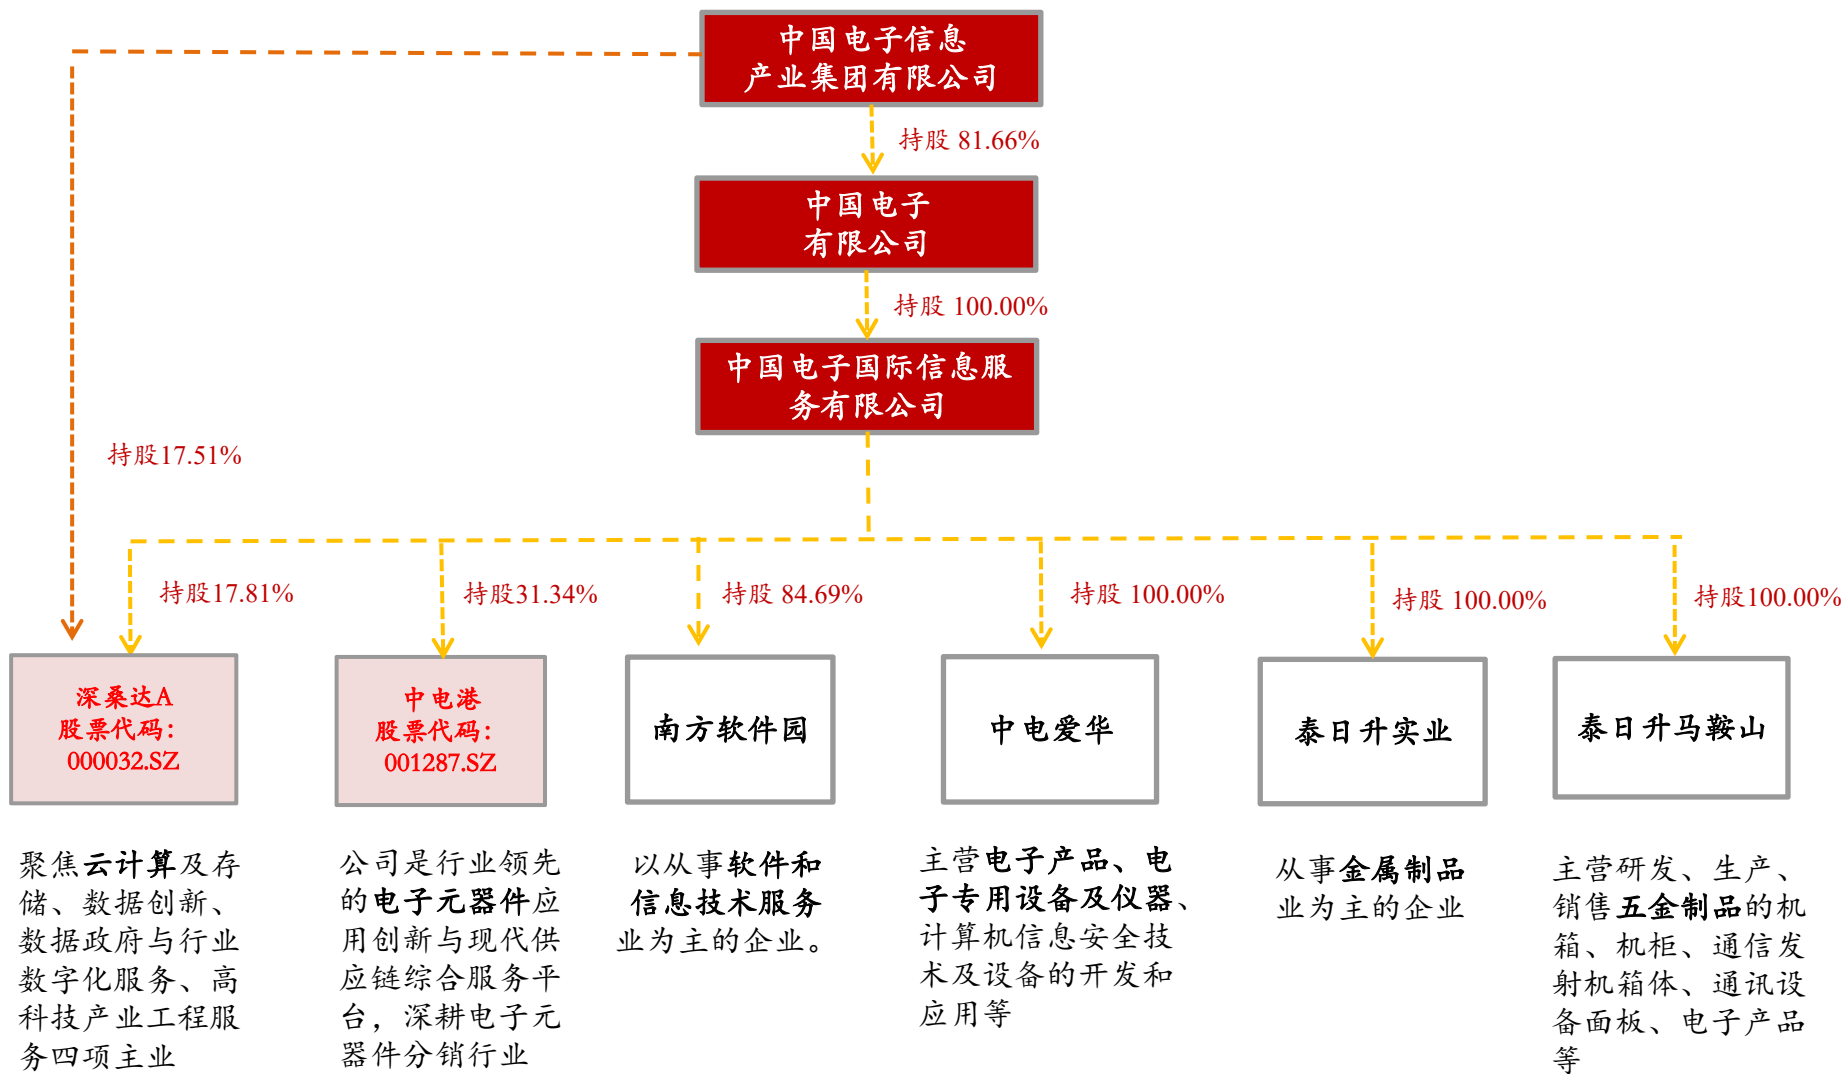 中国电子信息
产业集团有限公司
持股 81.66%
中国电子
有限公司
持股 100.00%
中国电子国际信息服
务有限公司
持股17.51%
持股17.81%
持股31.34%
持股 84.69%
持股 100.00%
持股 100.00%
持股100.00%
深桑达A
股票代码：
000032.SZ
中电港
股票代码：
001287.SZ
南方软件园
中电爱华
泰日升实业
泰日升马鞍山
聚焦云计算及存
储、数据创新、
数据政府与行业
数字化服务、高
科技产业工程服
务四项主业
公司是行业领先
的电子元器件应
用创新与现代供
应链综合服务平
台，深耕电子元
器件分销行业
以从事软件和
信息技术服务
业为主的企业。
主营电子产品、电
子专用设备及仪器、
计算机信息安全技
术及设备的开发和
应用等
从事金属制品
业为主的企业
主营研发、生产、
销售五金制品的机
箱、机柜、通信发
射机箱体、通讯设
备面板、电子产品
等